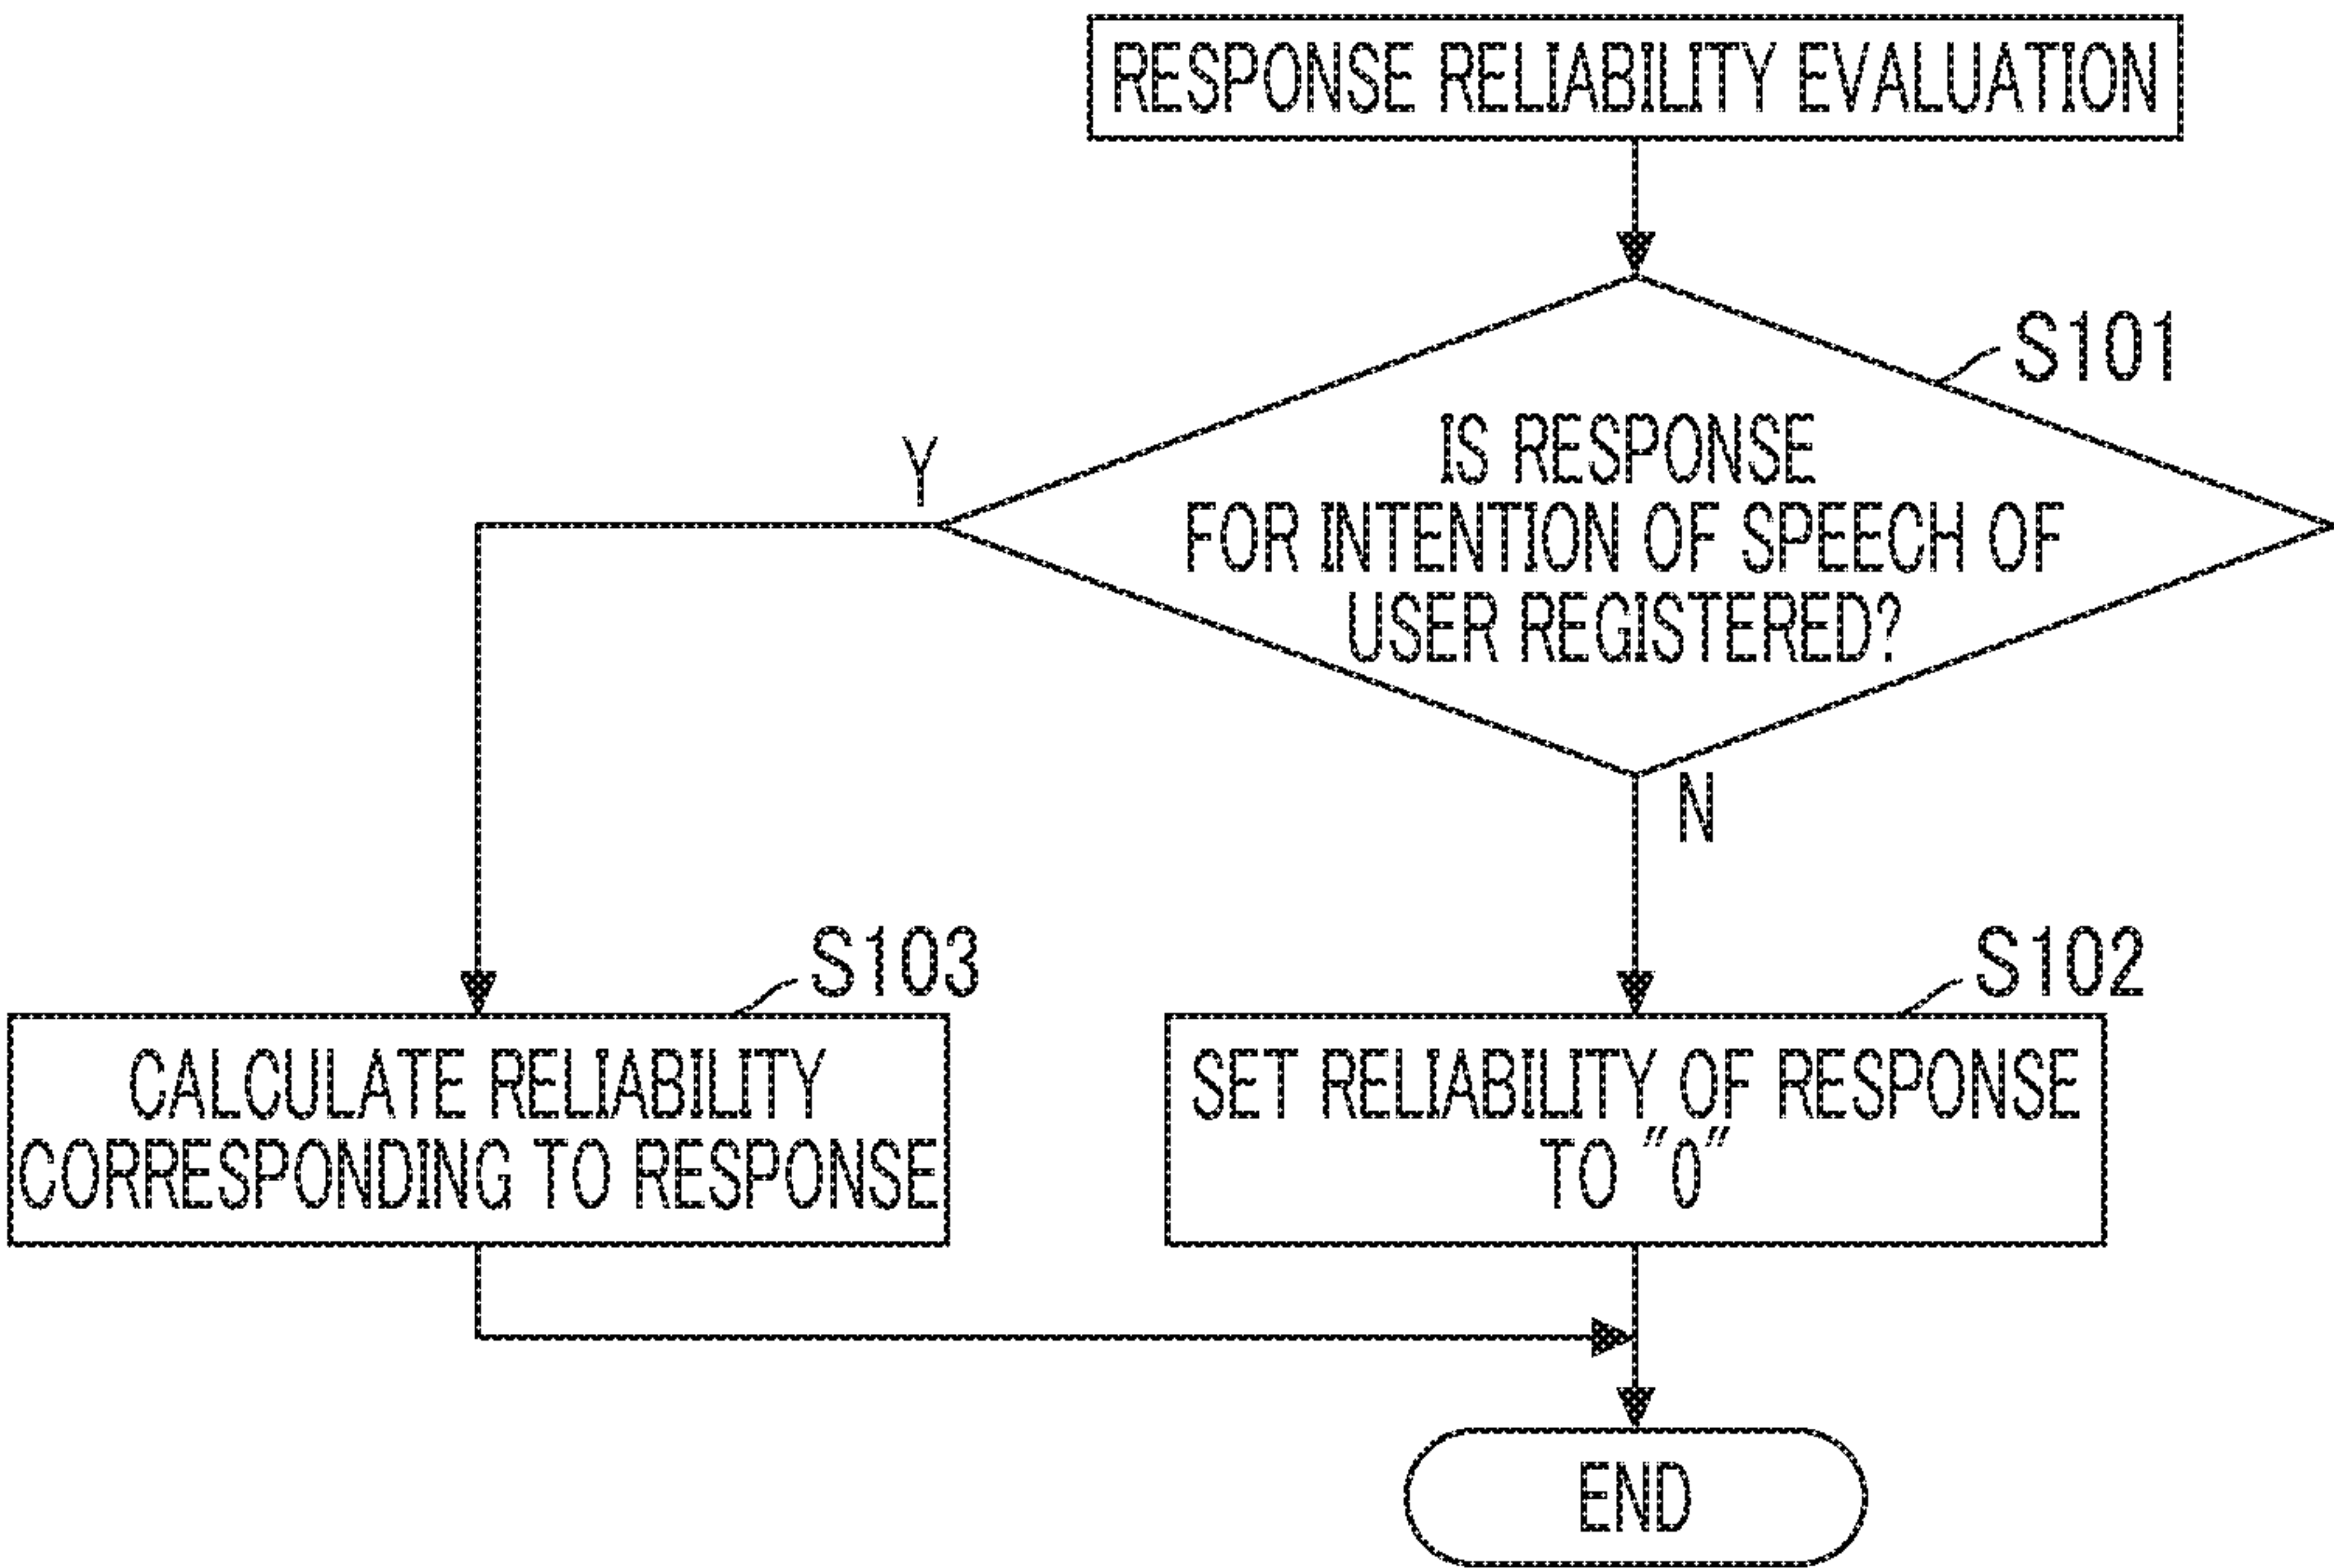 RESPONSE RELIABILITY EVALUATION
S101
IS RESPONSE
FOR INTENTION OF SPEECH OF
USER REGISTERED?
Y
N
S103
CALCULATE RELIABILITY
CORRESPONDING TO RESPONSE
S102
SET RELIABILITY OF RESPONSE
TO "0"
END